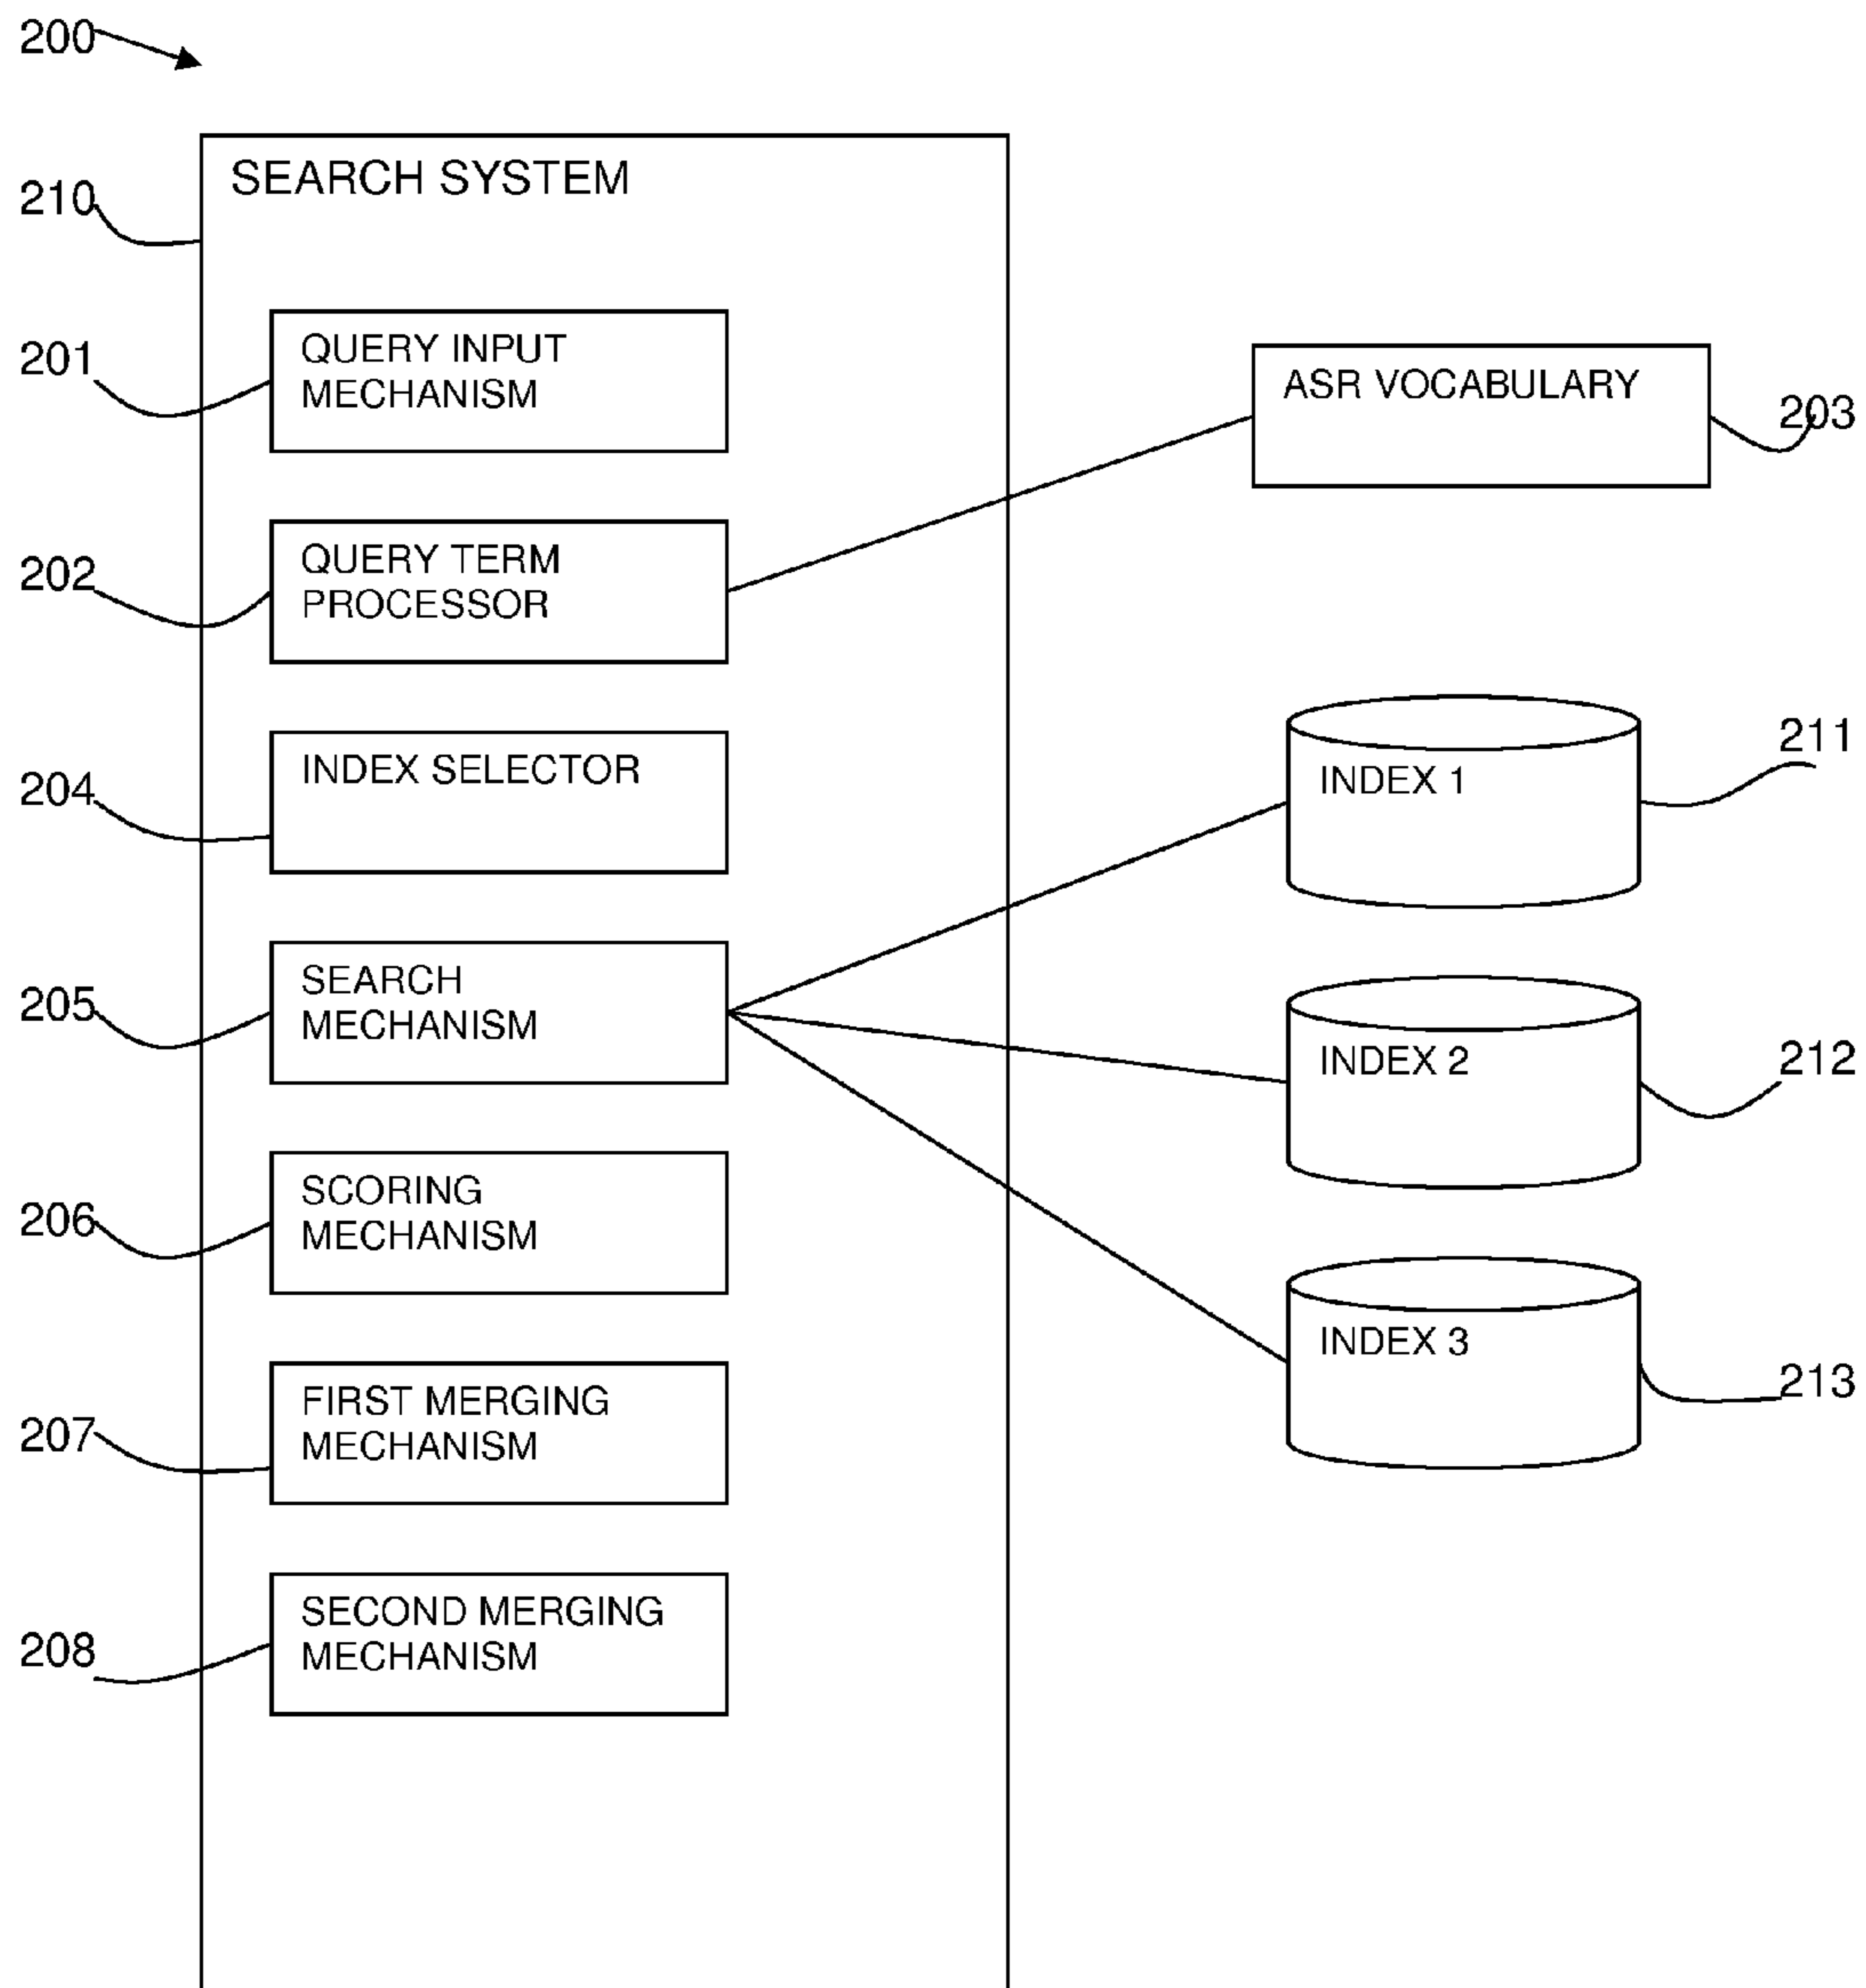 200
SEARCH SYSTEM
210
QUERY INPUT
MECHANISM
201
ASR VOCABULARY
203
QUERY TERM
PROCESSOR
202
INDEX SELECTOR
204
INDEX 1
211
SEARCH
MECHANISM
205
INDEX 2
212
SCORING
MECHANISM
206
INDEX 3
213
FIRST MERGING
MECHANISM
207
SECOND MERGING
MECHANISM
208